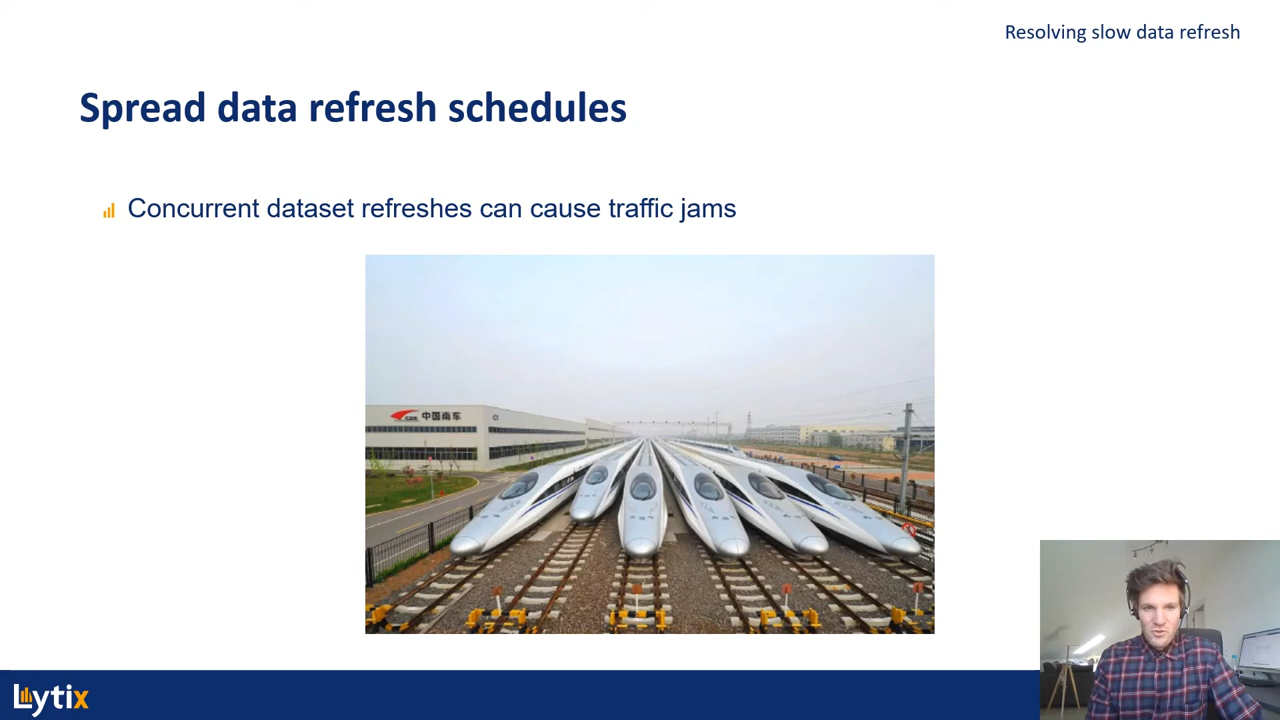 Resolving slow data refresh
Spread data refresh schedules
Concurrent dataset refreshes can cause traffic jams
中国南车
Lytix